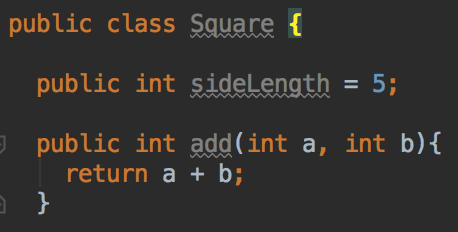 public class Square {
public int sideLength = 5;
public int add(int a, int b){
return a + b;
}